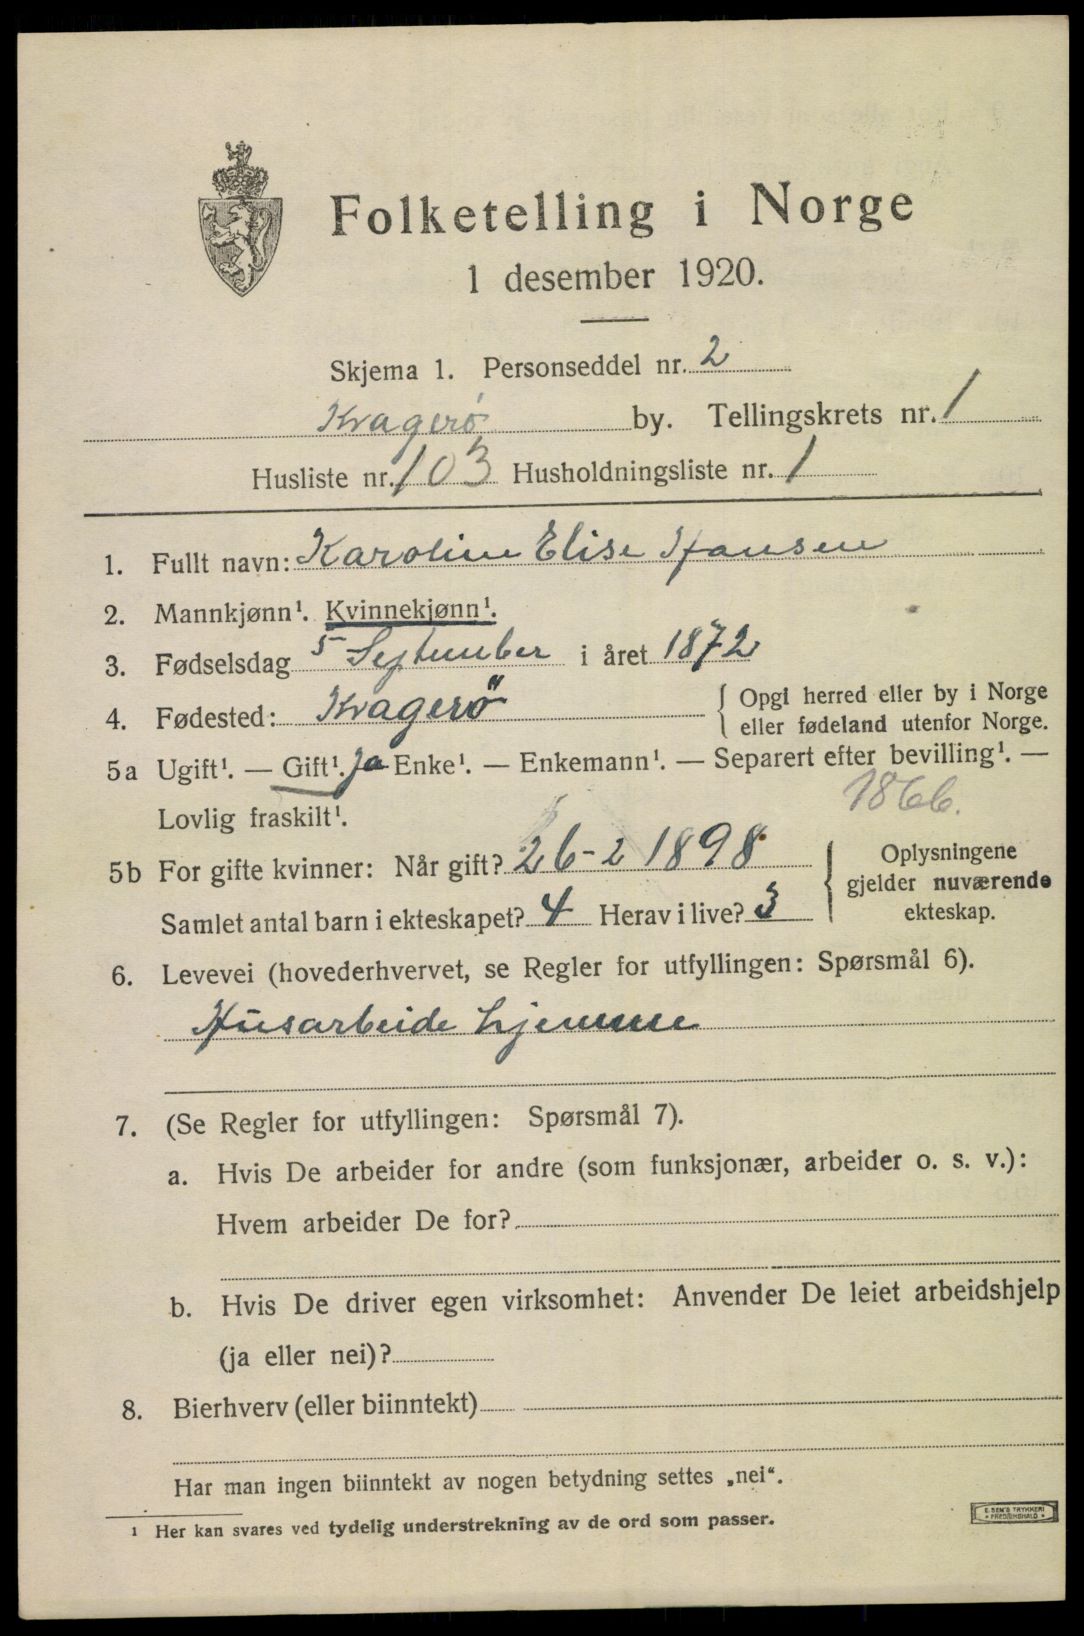 Folketelling i Norge
1 desember 1920.
Skjema 1. Personseddel nr. 2
Kragerö by. Tellingskrets nr. 1
Husliste nr. 103 Husholdningsliste nr. 1
1. Fullt navn: Karoline Elise Hansen
2. Mannkjønn¹. Kvinnekjønn¹.
3. Fødselsdag 5 September i året 1872
4. Fødested: Kragerö { Opgi herred eller by i Norge
eller fødeland utenfor Norge.
5a Ugift¹. — Gift¹. Ja Enke¹. — Enkemann¹. — Separert efter bevilling¹. —
Lovlig fraskilt¹. 1866.
5b For gifte kvinner: Når gift? 26-2 1898 { Oplysningene
gjelder nuværende
Samlet antal barn i ekteskapet? 4 Herav i live? 3 ekteskap.
6. Levevei (hovederhvervet, se Regler for utfyllingen: Spørsmål 6).
Husarbeide hjemme
7. (Se Regler for utfyllingen: Spørsmål 7).
a. Hvis De arbeider for andre (som funksjonær, arbeider o. s. v.):
Hvem arbeider De for?
b. Hvis De driver egen virksomhet: Anvender De leiet arbeidshjelp
(ja eller nei)?
8. Bierhverv (eller biinntekt)
Har man ingen biinntekt av nogen betydning settes „nei“.
¹ Her kan svares ved tydelig understrekning av de ord som passer.
E. SEM'S TRYKKERI
FREDRIKSHALD